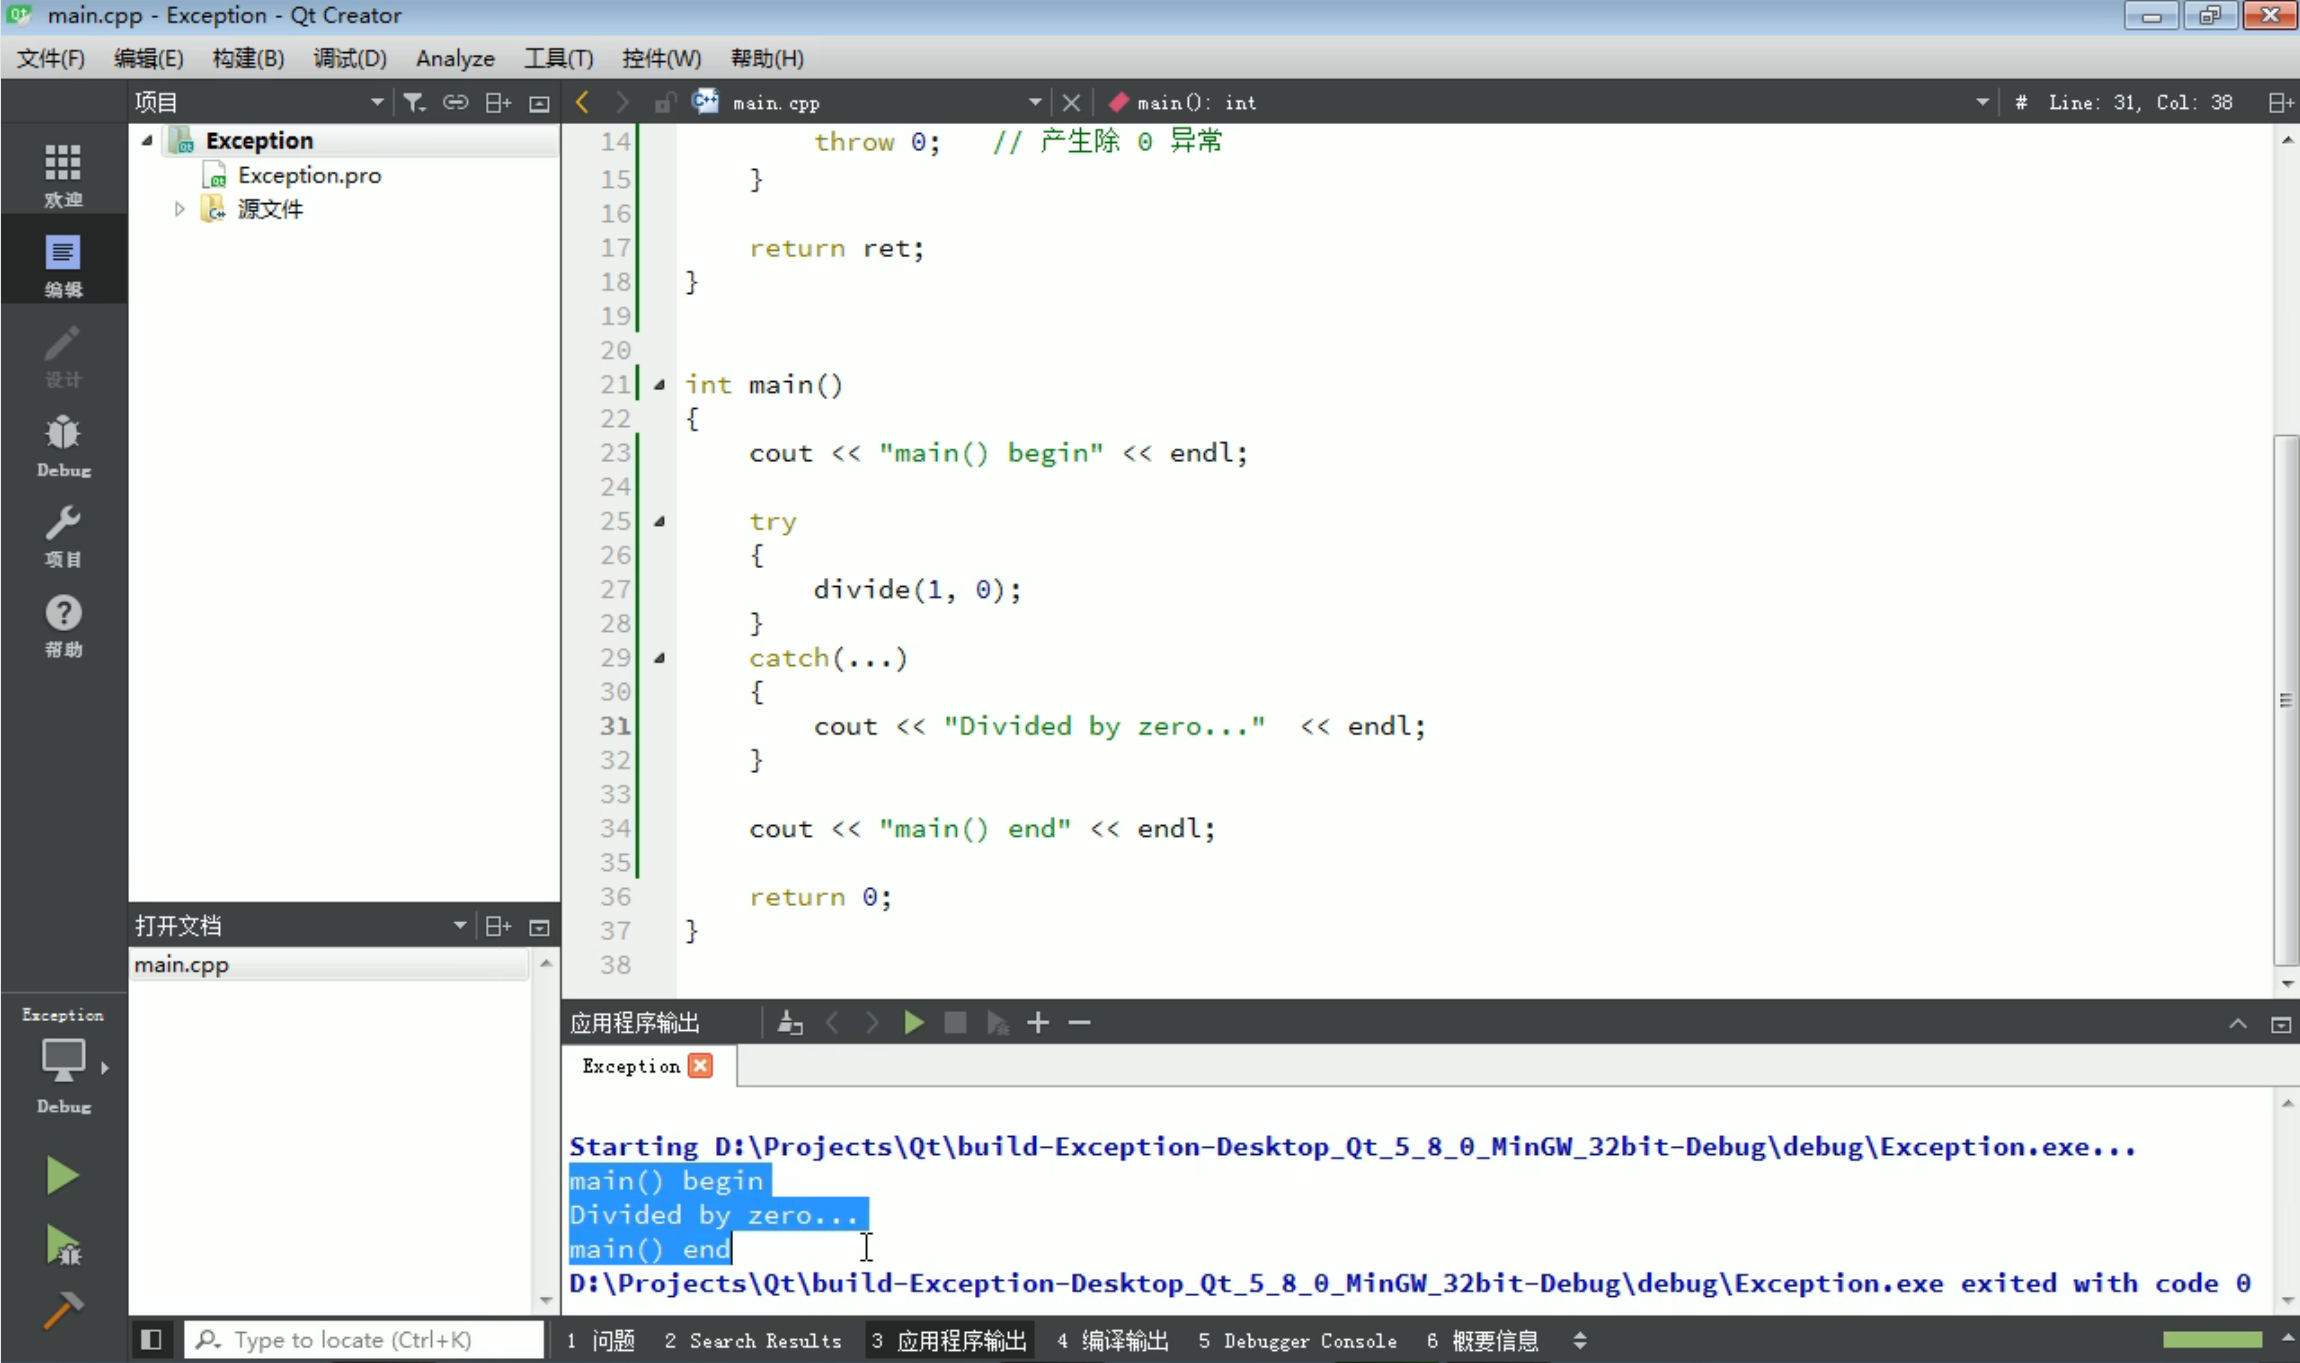 main.cpp - Exception - Qt Creator
文件(F) 编辑(E) 构建(B) 调试(D) Analyze 工具(T) 控件(W) 帮助(H)
项目
main.cpp
main(): int
# Line: 31, Col: 38
欢迎
编辑
设计
Debug
项目
帮助
Exception
Exception.pro
源文件
14 throw 0; // 产生除 0 异常
15 }
16
17 return ret;
18 }
19
20
21 int main()
22 {
23 cout << "main() begin" << endl;
24
25 try
26 {
27 divide(1, 0);
28 }
29 catch(...)
30 {
31 cout << "Divided by zero..." << endl;
32 }
33
34 cout << "main() end" << endl;
35
36 return 0;
37 }
38
打开文档
main.cpp
Exception
Debug
应用程序输出
Exception
Starting D:\Projects\Qt\build-Exception-Desktop_Qt_5_8_0_MinGW_32bit-Debug\debug\Exception.exe...
main() begin
Divided by zero...
main() end
D:\Projects\Qt\build-Exception-Desktop_Qt_5_8_0_MinGW_32bit-Debug\debug\Exception.exe exited with code 0
Type to locate (Ctrl+K)
1 问题 2 Search Results 3 应用程序输出 4 编译输出 5 Debugger Console 6 概要信息